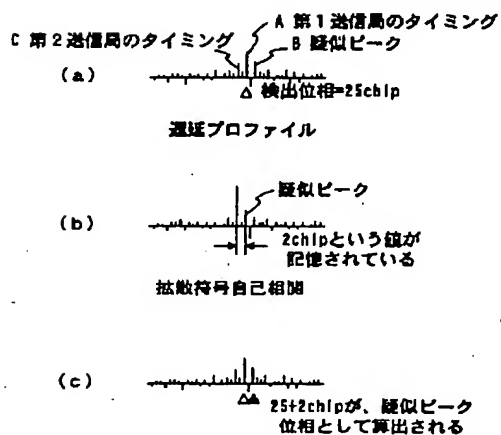 A 第1送信局のタイミング
C 第2送信局のタイミング
B 疑似ピーク
(a)
△ 検出位相=25chip
遅延プロファイル
疑似ピーク
(b)
2chipという値が
記憶されている
拡散符号自己相関
(c)
△▲
25+2chipが、疑似ピーク
位相として算出される